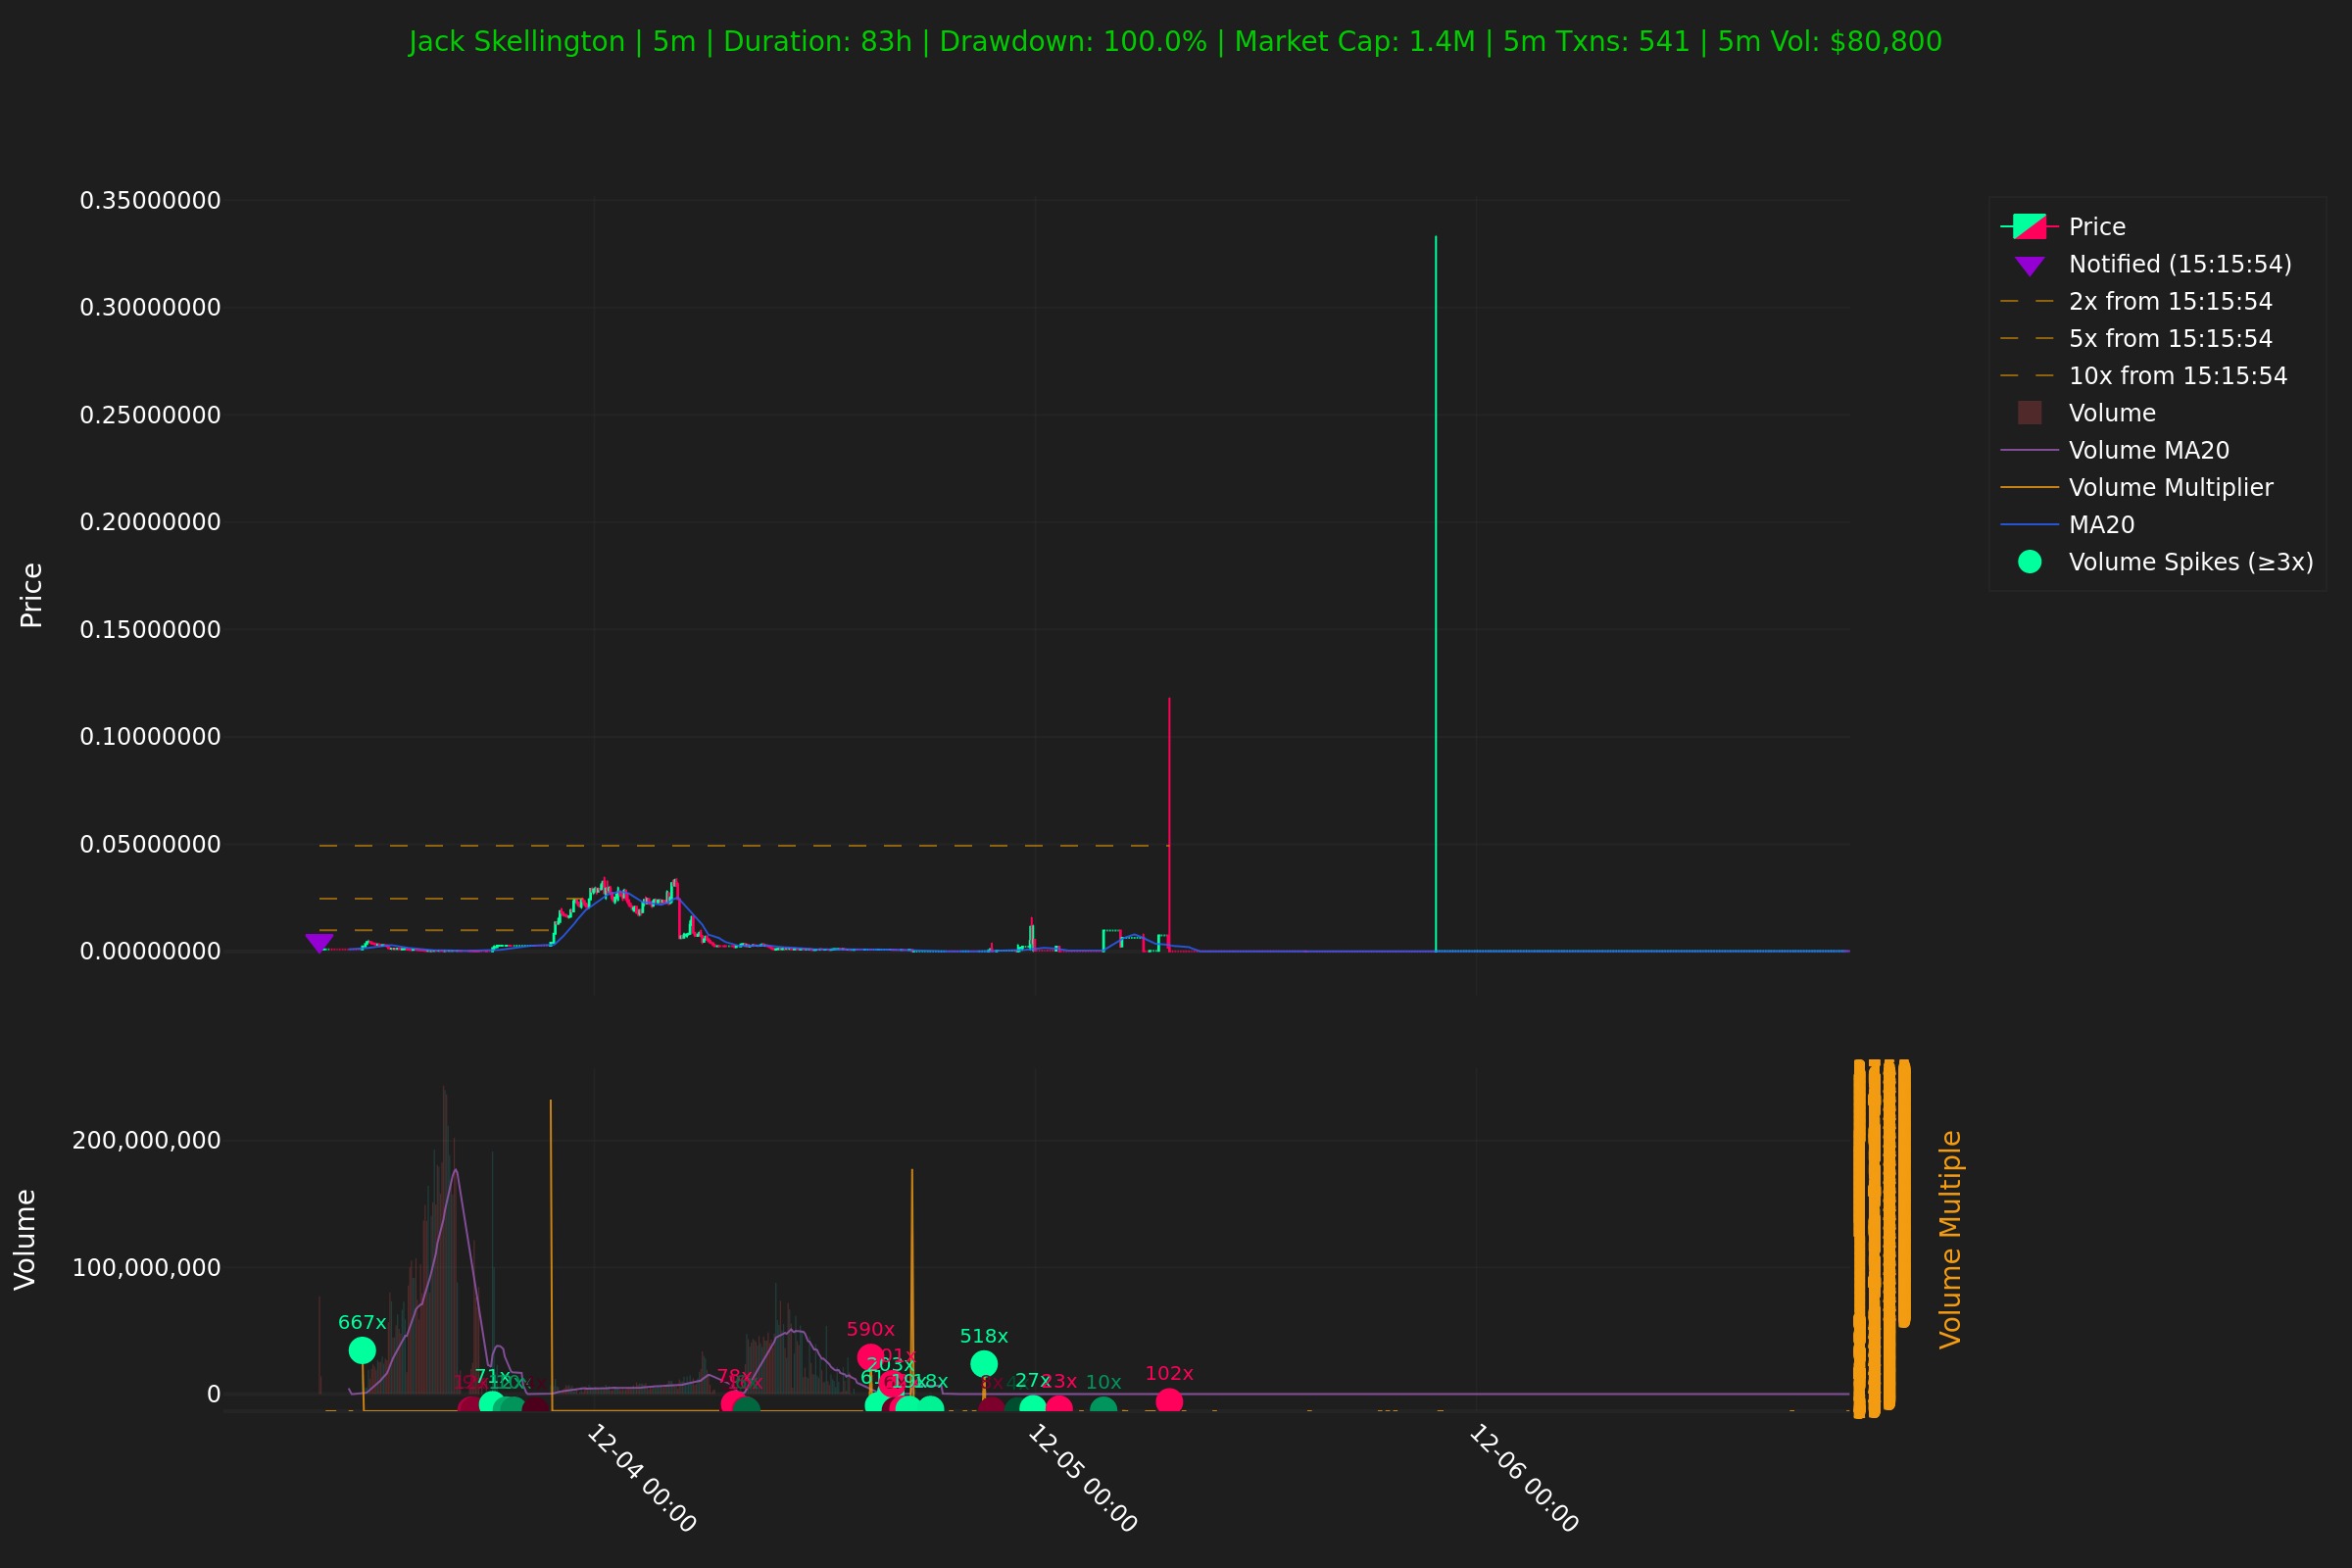 Jack Skellington | 5m | Duration: 83h | Drawdown: 100.0% | Market Cap: 1.4M | 5m Txns: 541 | 5m Vol: $80,800
Price
0.35000000
0.30000000
0.25000000
0.20000000
0.15000000
0.10000000
0.05000000
0.00000000
Price
Notified (15:15:54)
2x from 15:15:54
5x from 15:15:54
10x from 15:15:54
Volume
Volume MA20
Volume Multiplier
MA20
Volume Spikes (≥3x)
Volume
200,000,000
100,000,000
0
667x
71x
78x
590x
203x
19x
18x
518x
27x
23x
10x
102x
Volume Multiple
12-04 00:00
12-05 00:00
12-06 00:00